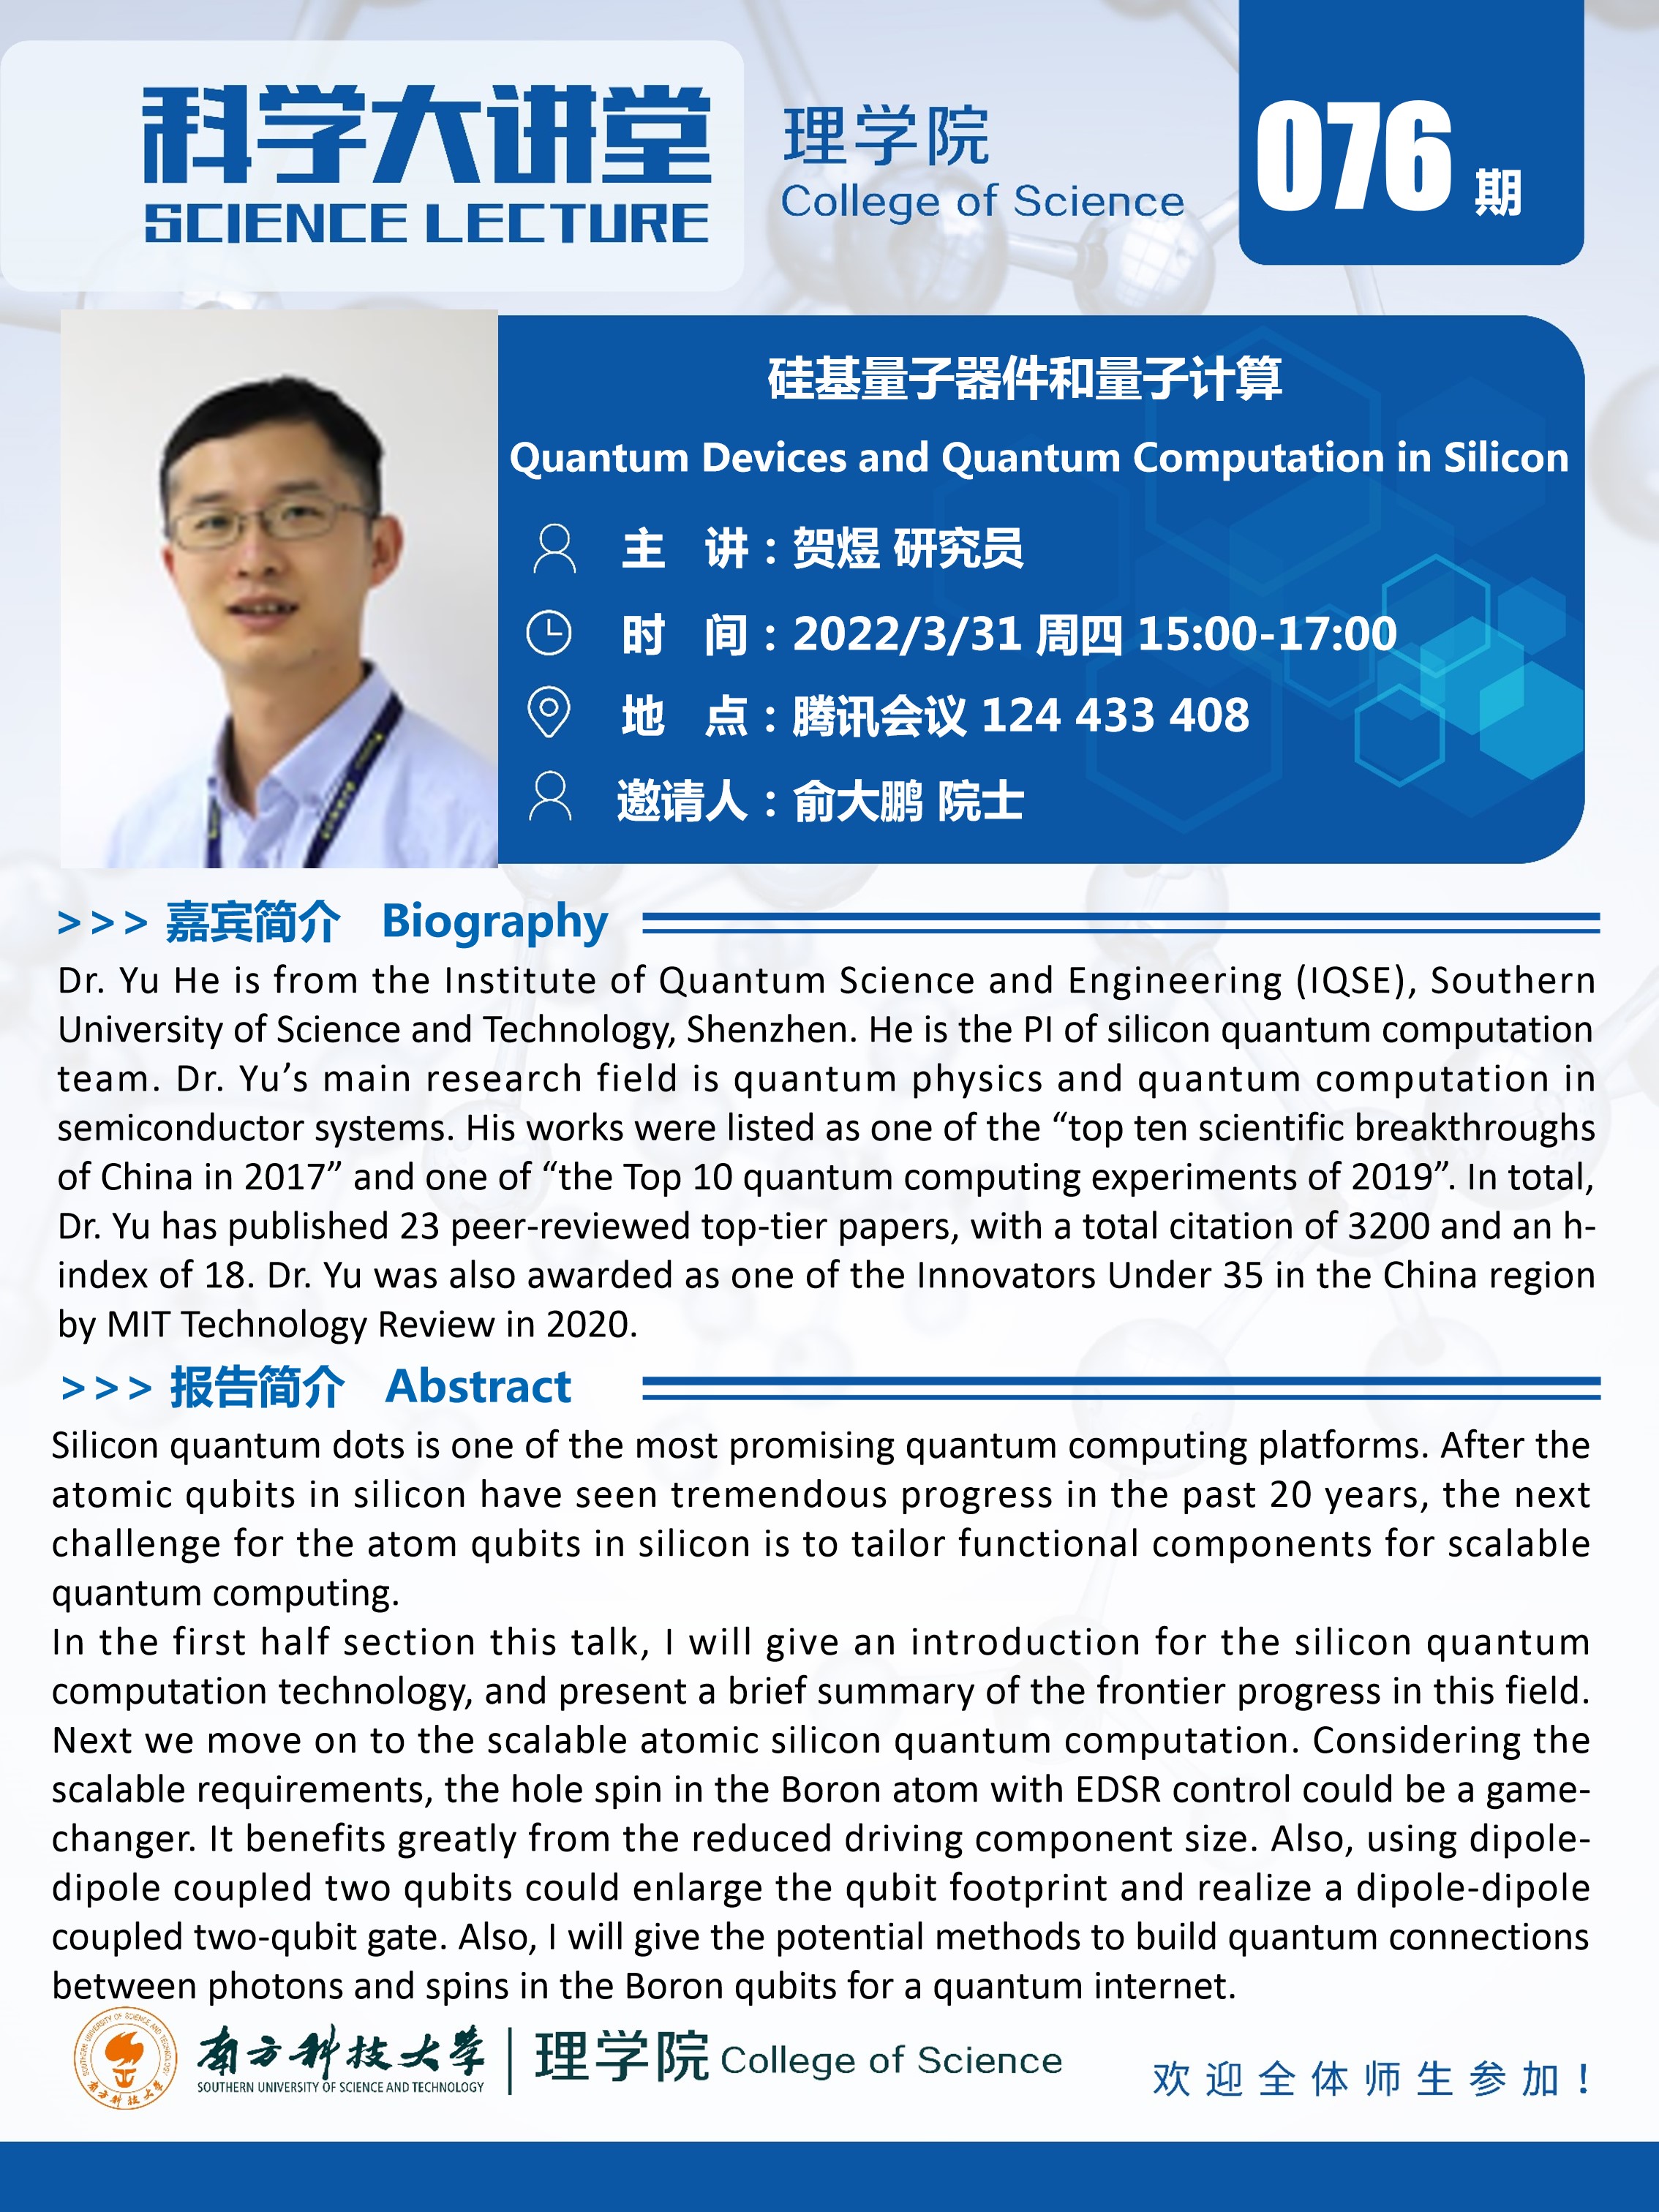 科学大讲堂
SCIENCE LECTURE
理学院
College of Science
076 期
硅基量子器件和量子计算
Quantum Devices and Quantum Computation in Silicon
主 讲：贺煜 研究员
时 间：2022/3/31 周四 15:00-17:00
地 点：腾讯会议 124 433 408
邀请人：俞大鹏 院士
>>> 嘉宾简介 Biography
Dr. Yu He is from the Institute of Quantum Science and Engineering (IQSE), Southern
University of Science and Technology, Shenzhen. He is the PI of silicon quantum computation
team. Dr. Yu’s main research field is quantum physics and quantum computation in
semiconductor systems. His works were listed as one of the “top ten scientific breakthroughs
of China in 2017” and one of “the Top 10 quantum computing experiments of 2019”. In total,
Dr. Yu has published 23 peer-reviewed top-tier papers, with a total citation of 3200 and an h-
index of 18. Dr. Yu was also awarded as one of the Innovators Under 35 in the China region
by MIT Technology Review in 2020.
>>> 报告简介 Abstract
Silicon quantum dots is one of the most promising quantum computing platforms. After the
atomic qubits in silicon have seen tremendous progress in the past 20 years, the next
challenge for the atom qubits in silicon is to tailor functional components for scalable
quantum computing.
In the first half section this talk, I will give an introduction for the silicon quantum
computation technology, and present a brief summary of the frontier progress in this field.
Next we move on to the scalable atomic silicon quantum computation. Considering the
scalable requirements, the hole spin in the Boron atom with EDSR control could be a game-
changer. It benefits greatly from the reduced driving component size. Also, using dipole-
dipole coupled two qubits could enlarge the qubit footprint and realize a dipole-dipole
coupled two-qubit gate. Also, I will give the potential methods to build quantum connections
between photons and spins in the Boron qubits for a quantum internet.
SOUTHERN UNIVERSITY OF SCIENCE AND TECHNOLOGY
南方科技大学
南方科技大学
SOUTHERN UNIVERSITY OF SCIENCE AND TECHNOLOGY
理学院 College of Science
欢迎全体师生参加！